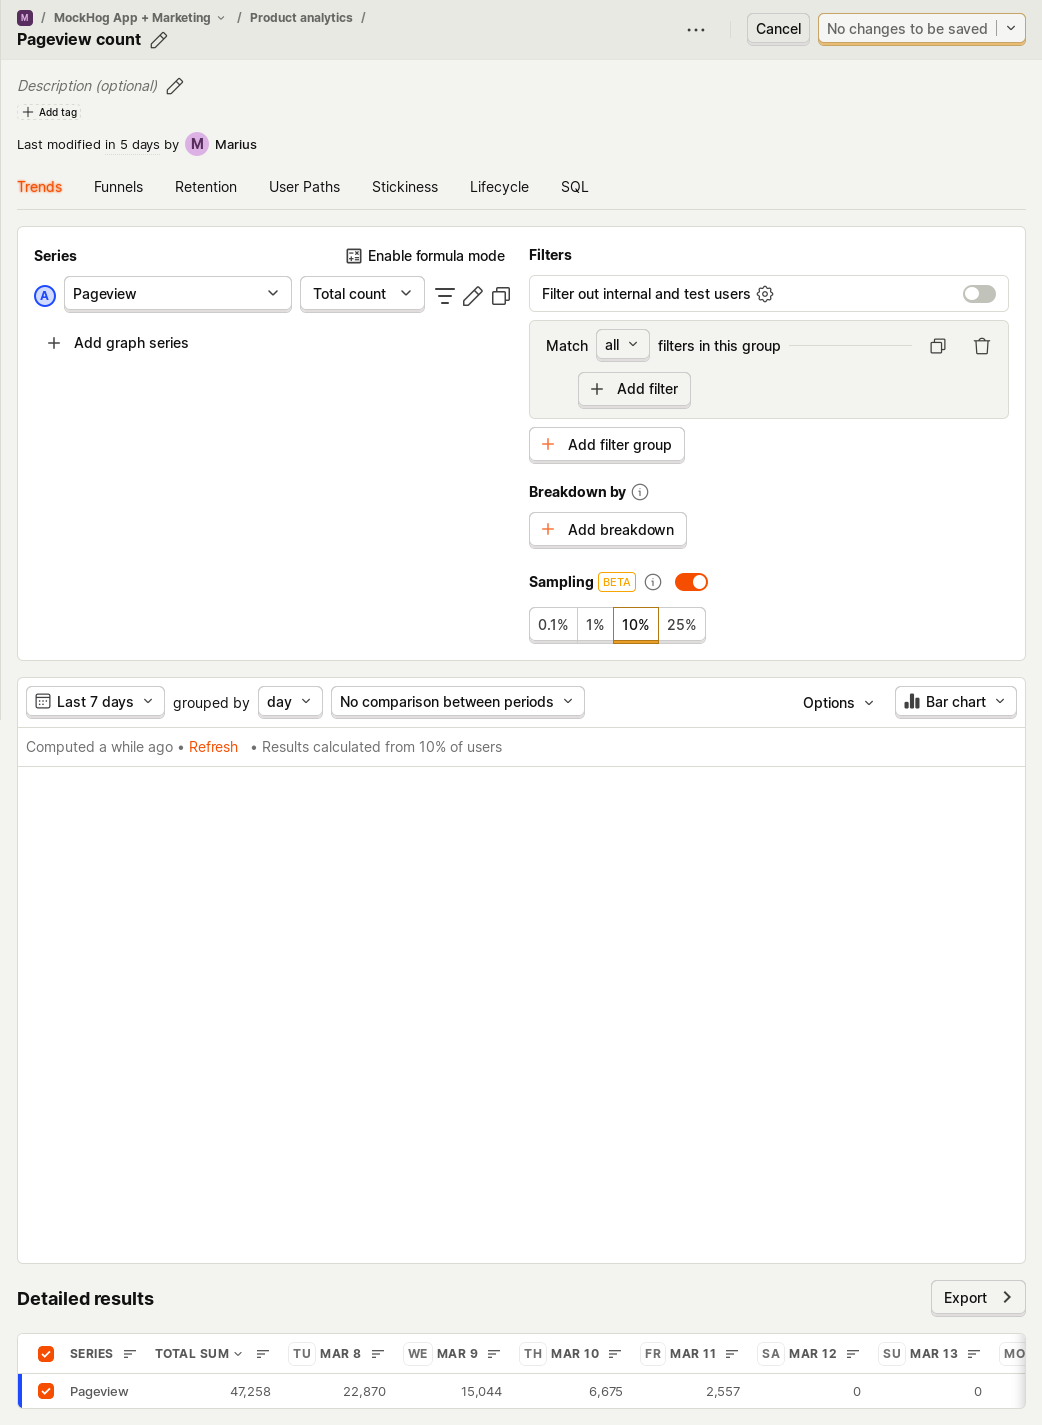 M / MockHog App + Marketing / Product analytics /
Pageview count
Cancel
No changes to be saved
Description (optional)
Add tag
Last modified in 5 days by M Marius
Trends Funnels Retention User Paths Stickiness Lifecycle SQL
Series
Enable formula mode
A Pageview Total count
Add graph series
Filters
Filter out internal and test users
Match all filters in this group
Add filter
Add filter group
Breakdown by
Add breakdown
Sampling BETA
0.1% 1% 10% 25%
Last 7 days grouped by day No comparison between periods Options Bar chart
Computed a while ago • Refresh • Results calculated from 10% of users
Detailed results
Export
SERIES TOTAL SUM TU MAR 8 WE MAR 9 TH MAR 10 FR MAR 11 SA MAR 12 SU MAR 13 MO
Pageview 47,258 22,870 15,044 6,675 2,557 0 0